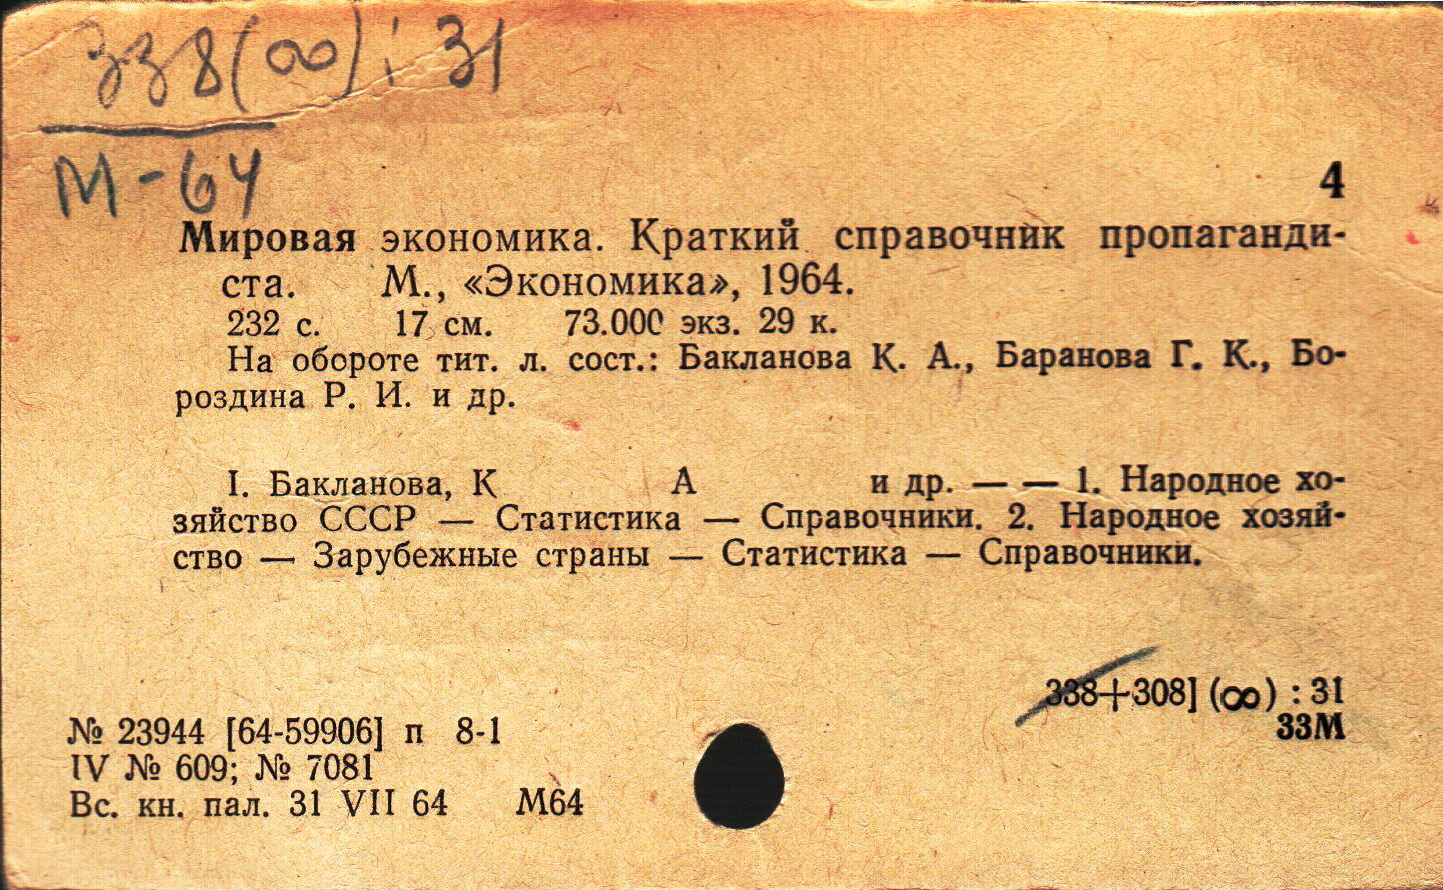 338(∞):31
М-64
4
Мировая экономика. Краткий справочник пропаганди-
ста. М., «Экономика», 1964.
232 с. 17 см. 73.000 экз. 29 к.
На обороте тит. л. сост.: Бакланова К. А., Баранова Г. К., Бо-
роздина Р. И. и др.
I. Бакланова, К А и др. — — 1. Народное хо-
зяйство СССР — Статистика — Справочники. 2. Народное хозяй-
ство — Зарубежные страны — Статистика — Справочники.
338+308] (∞) : 31
33М
№ 23944 [64-59906] п 8-1
IV № 609; № 7081
Вс. кн. пал. 31 VII 64 М64